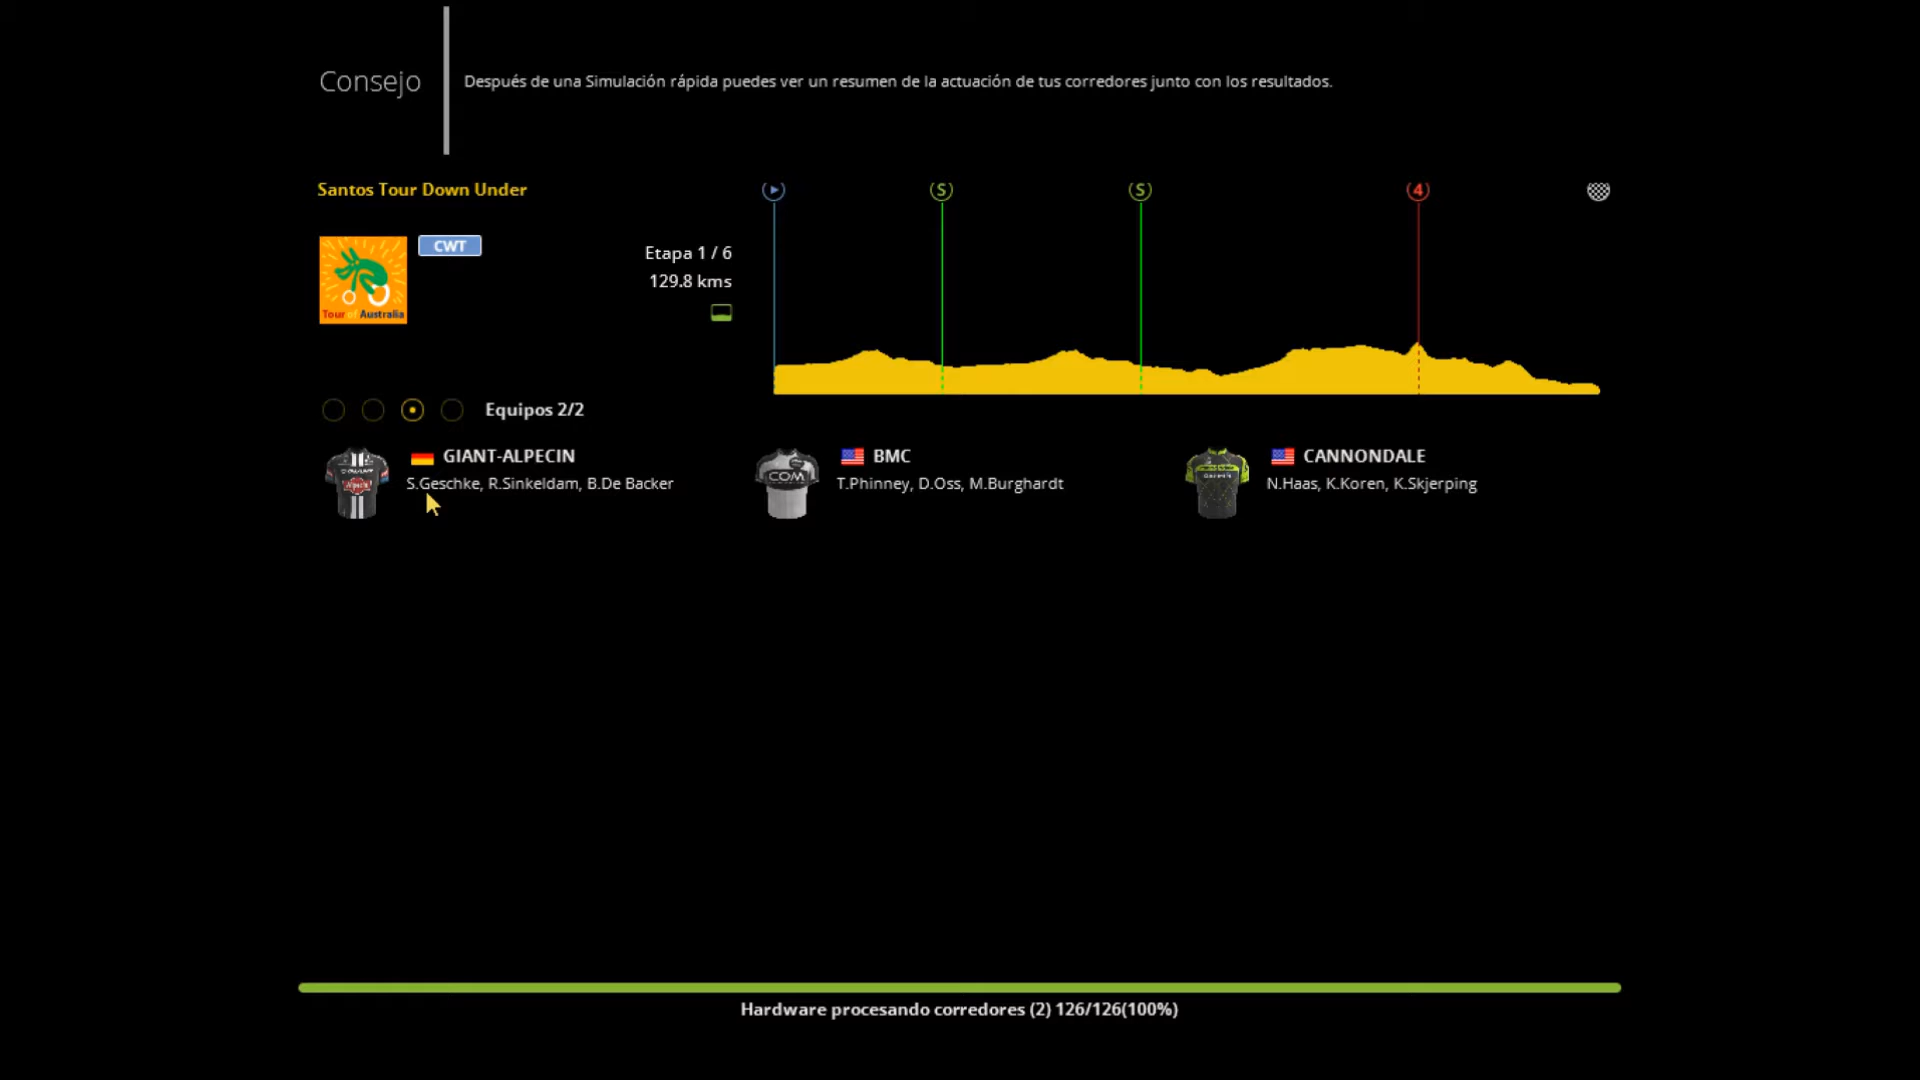 Consejo
Después de una Simulación rápida puedes ver un resumen de la actuación de tus corredores junto con los resultados.
Santos Tour Down Under
S
S
4
CWT
Etapa 1 / 6
129.8 kms
Tour of Australia
Equipos 2/2
GIANT-ALPECIN
S.Geschke, R.Sinkeldam, B.De Backer
BMC
T.Phinney, D.Oss, M.Burghardt
CANNONDALE
N.Haas, K.Koren, K.Skjerping
COM
Hardware procesando corredores (2) 126/126(100%)